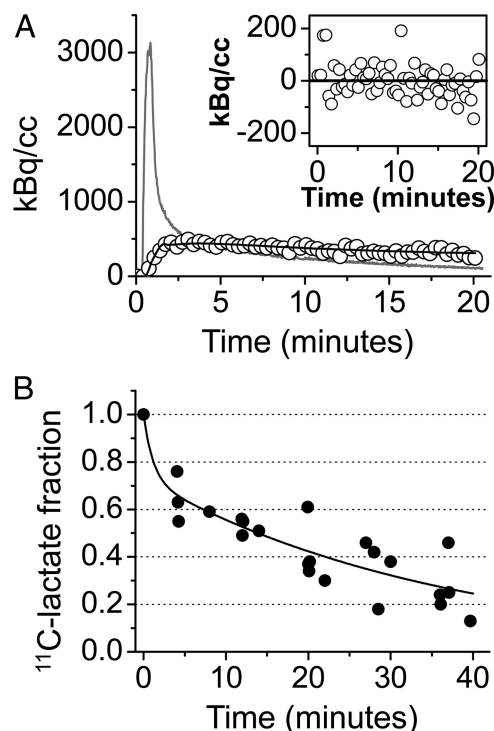 A
kBq/cc
3000
2000
1000
0
0 5 10 15 20
Time (minutes)
kBq/cc
200
0
-200
0 10 20
Time (minutes)
B
11C-lactate fraction
1.0
0.8
0.6
0.4
0.2
0.0
0 10 20 30 40
Time (minutes)